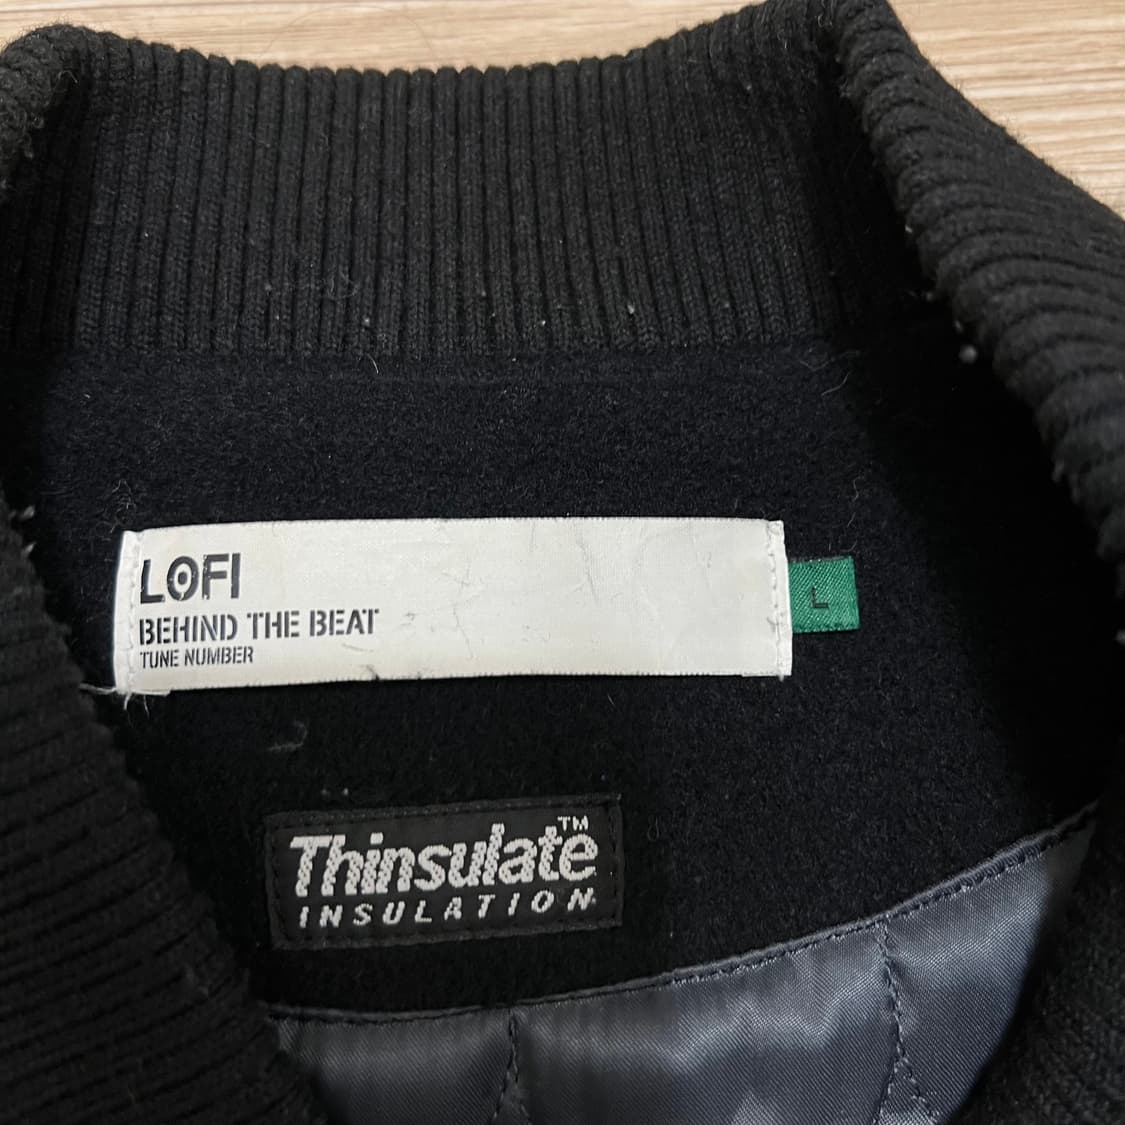 LOFI
BEHIND THE BEAT
TUNE NUMBER
L
Thinsulate™
INSULATION